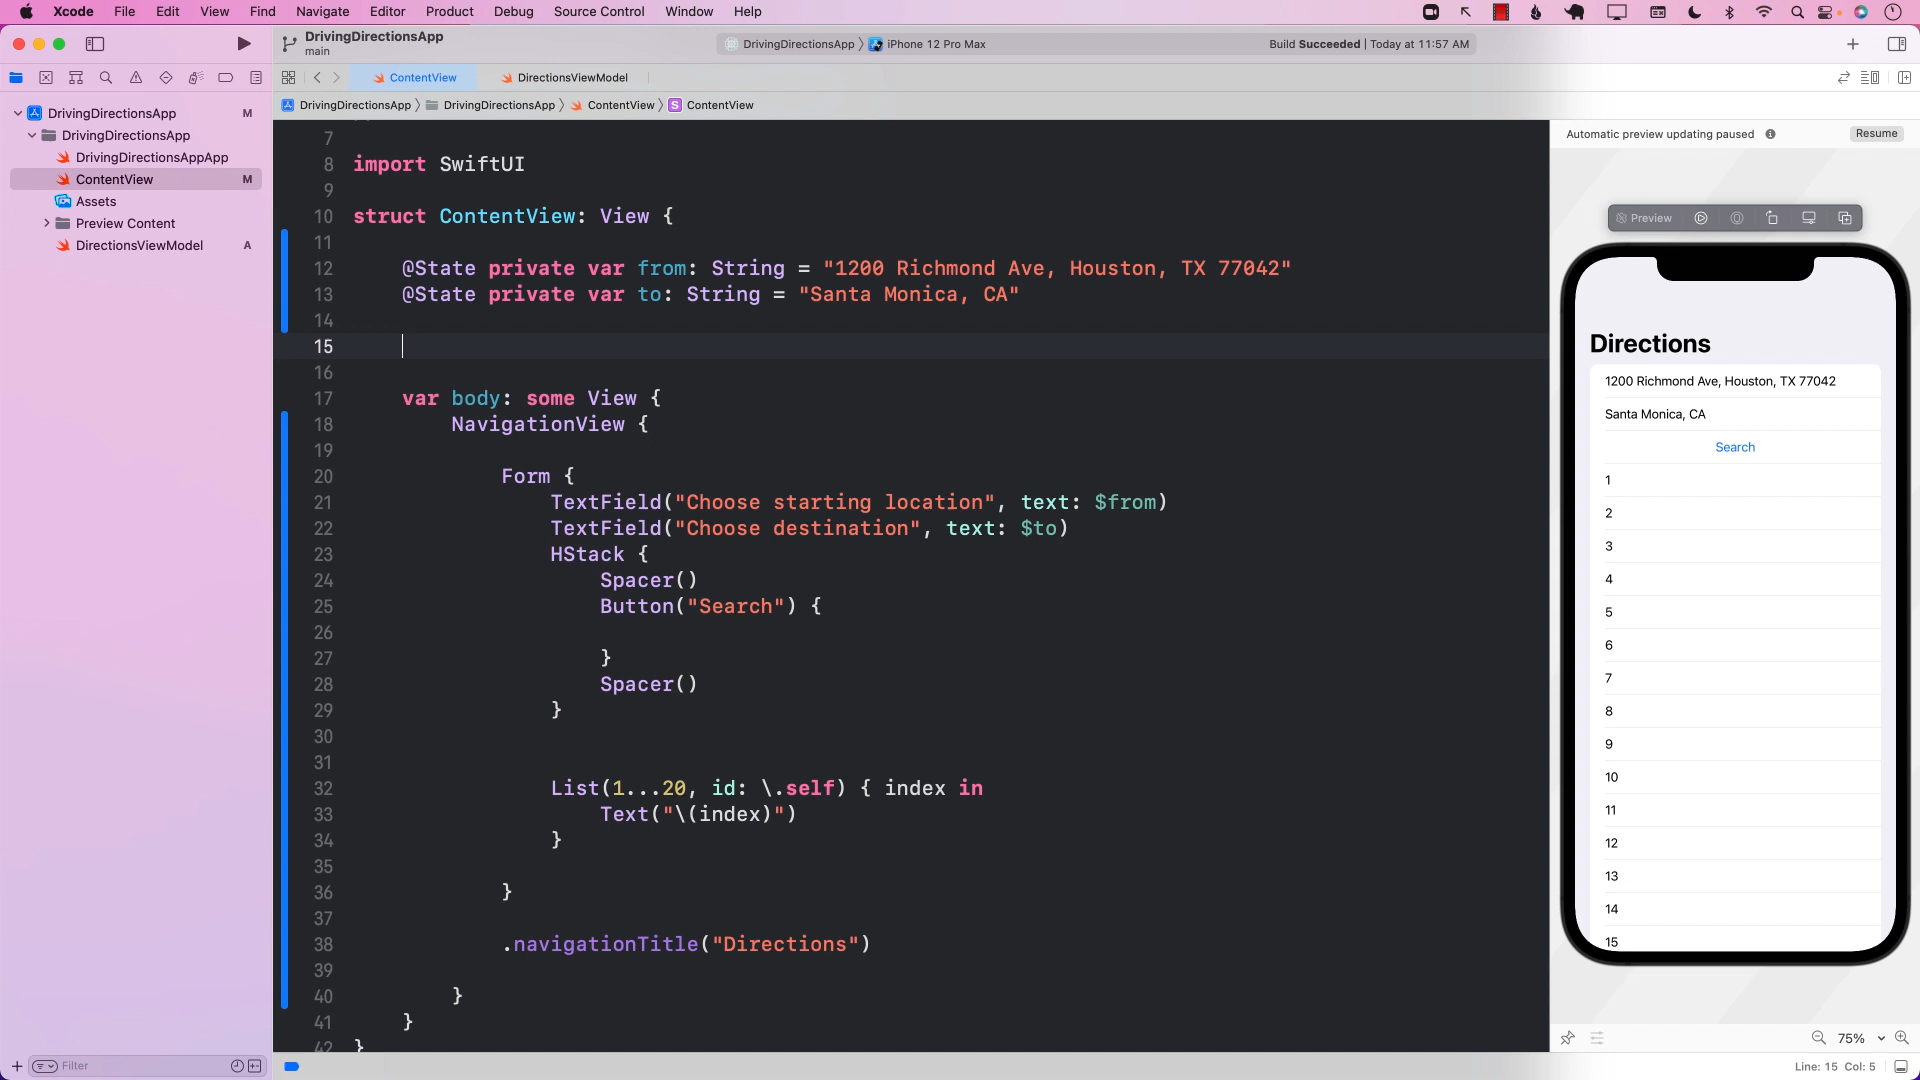 Xcode File Edit View Find Navigate Editor Product Debug Source Control Window Help
DrivingDirectionsApp
main
DrivingDirectionsApp iPhone 12 Pro Max
Build Succeeded | Today at 11:57 AM
ContentView
DirectionsViewModel
DrivingDirectionsApp DrivingDirectionsApp ContentView S ContentView
DrivingDirectionsApp M
DrivingDirectionsApp
DrivingDirectionsAppApp
ContentView M
Assets
Preview Content
DirectionsViewModel A
Filter
7
8 import SwiftUI
9
10 struct ContentView: View {
11
12 @State private var from: String = "1200 Richmond Ave, Houston, TX 77042"
13 @State private var to: String = "Santa Monica, CA"
14
15
16
17 var body: some View {
18 NavigationView {
19
20 Form {
21 TextField("Choose starting location", text: $from)
22 TextField("Choose destination", text: $to)
23 HStack {
24 Spacer()
25 Button("Search") {
26
27 }
28 Spacer()
29 }
30
31
32 List(1...20, id: \.self) { index in
33 Text("\(index)")
34 }
35
36 }
37
38 .navigationTitle("Directions")
39
40 }
41 }
42 }
Automatic preview updating paused
Resume
Preview
Directions
1200 Richmond Ave, Houston, TX 77042
Santa Monica, CA
Search
1
2
3
4
5
6
7
8
9
10
11
12
13
14
15
75%
Line: 15 Col: 5